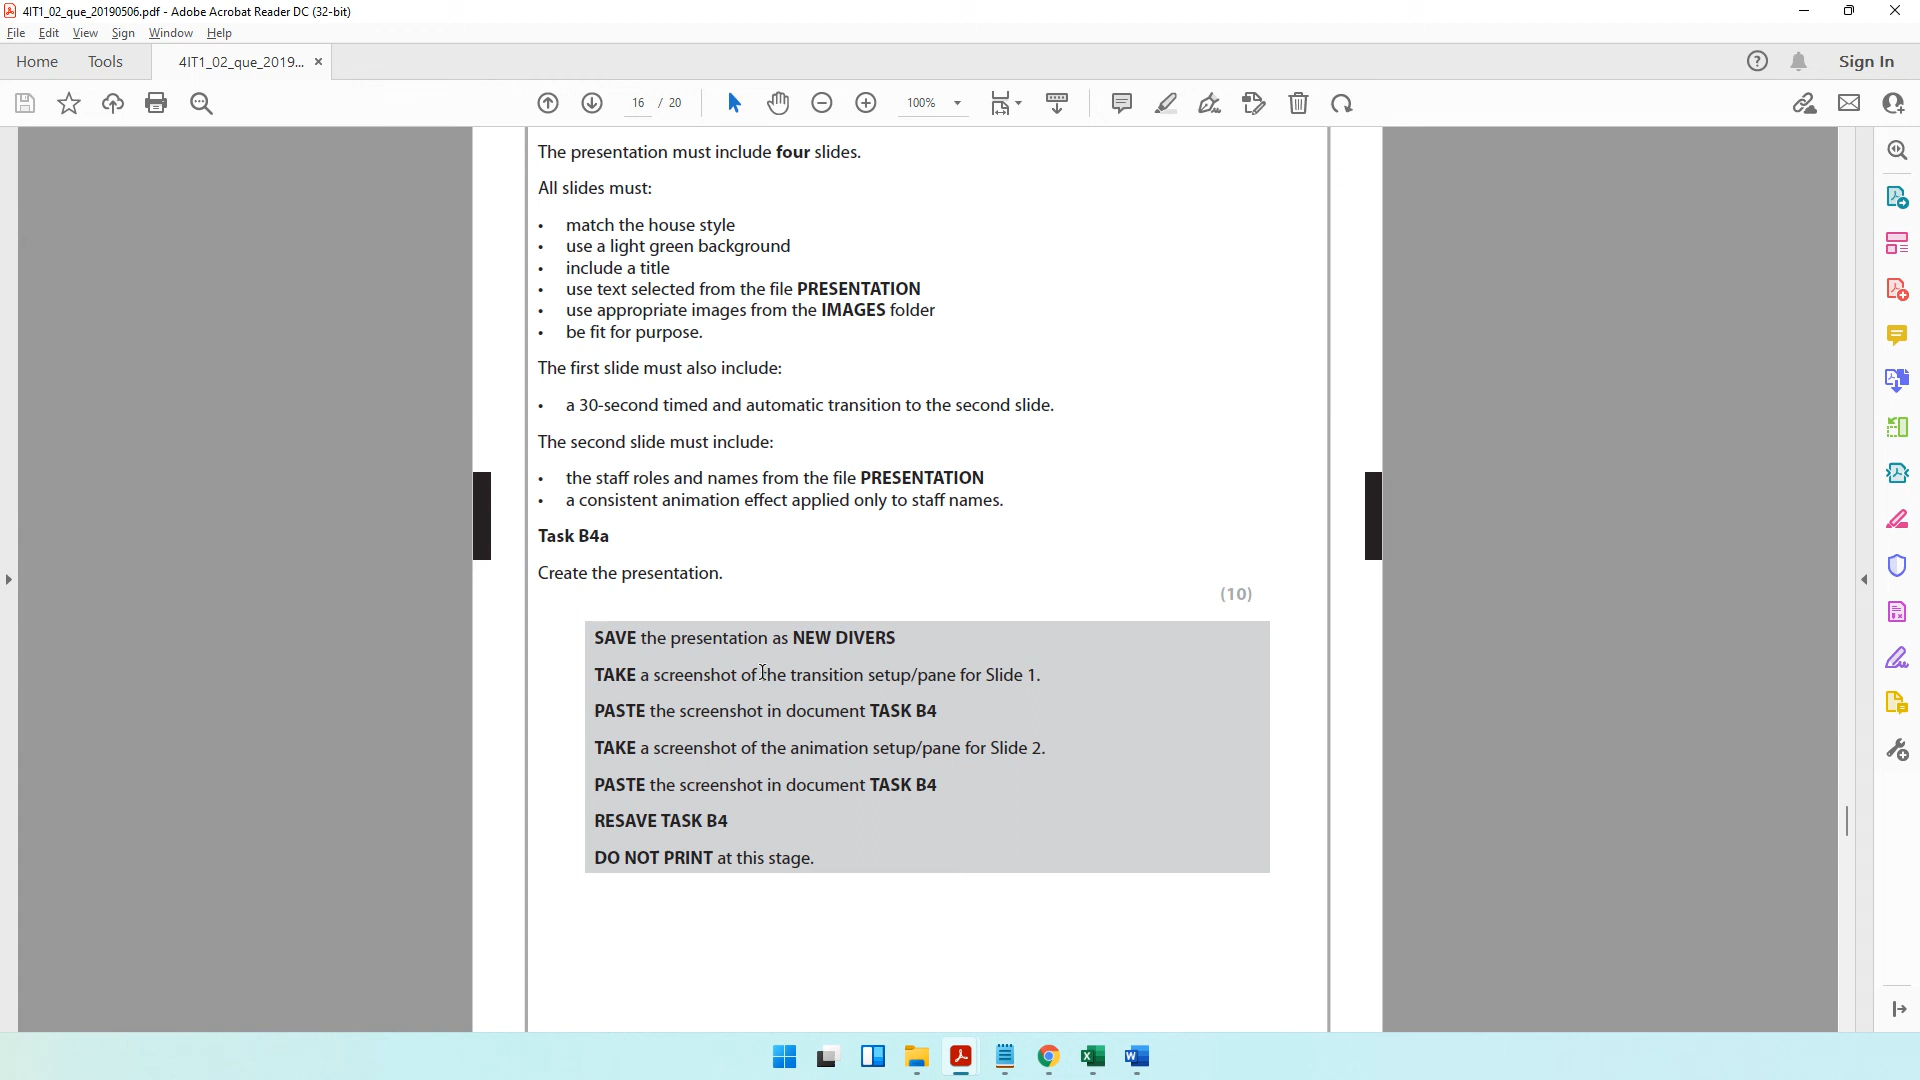 4IT1_02_que_20190506.pdf - Adobe Acrobat Reader DC (32-bit)
File Edit View Sign Window Help
Home Tools 4IT1_02_que_2019... × Sign In
16 / 20 100%
The presentation must include four slides.
All slides must:
• match the house style
• use a light green background
• include a title
• use text selected from the file PRESENTATION
• use appropriate images from the IMAGES folder
• be fit for purpose.
The first slide must also include:
• a 30-second timed and automatic transition to the second slide.
The second slide must include:
• the staff roles and names from the file PRESENTATION
• a consistent animation effect applied only to staff names.
Task B4a
Create the presentation.
(10)
SAVE the presentation as NEW DIVERS
TAKE a screenshot of the transition setup/pane for Slide 1.
PASTE the screenshot in document TASK B4
TAKE a screenshot of the animation setup/pane for Slide 2.
PASTE the screenshot in document TASK B4
RESAVE TASK B4
DO NOT PRINT at this stage.